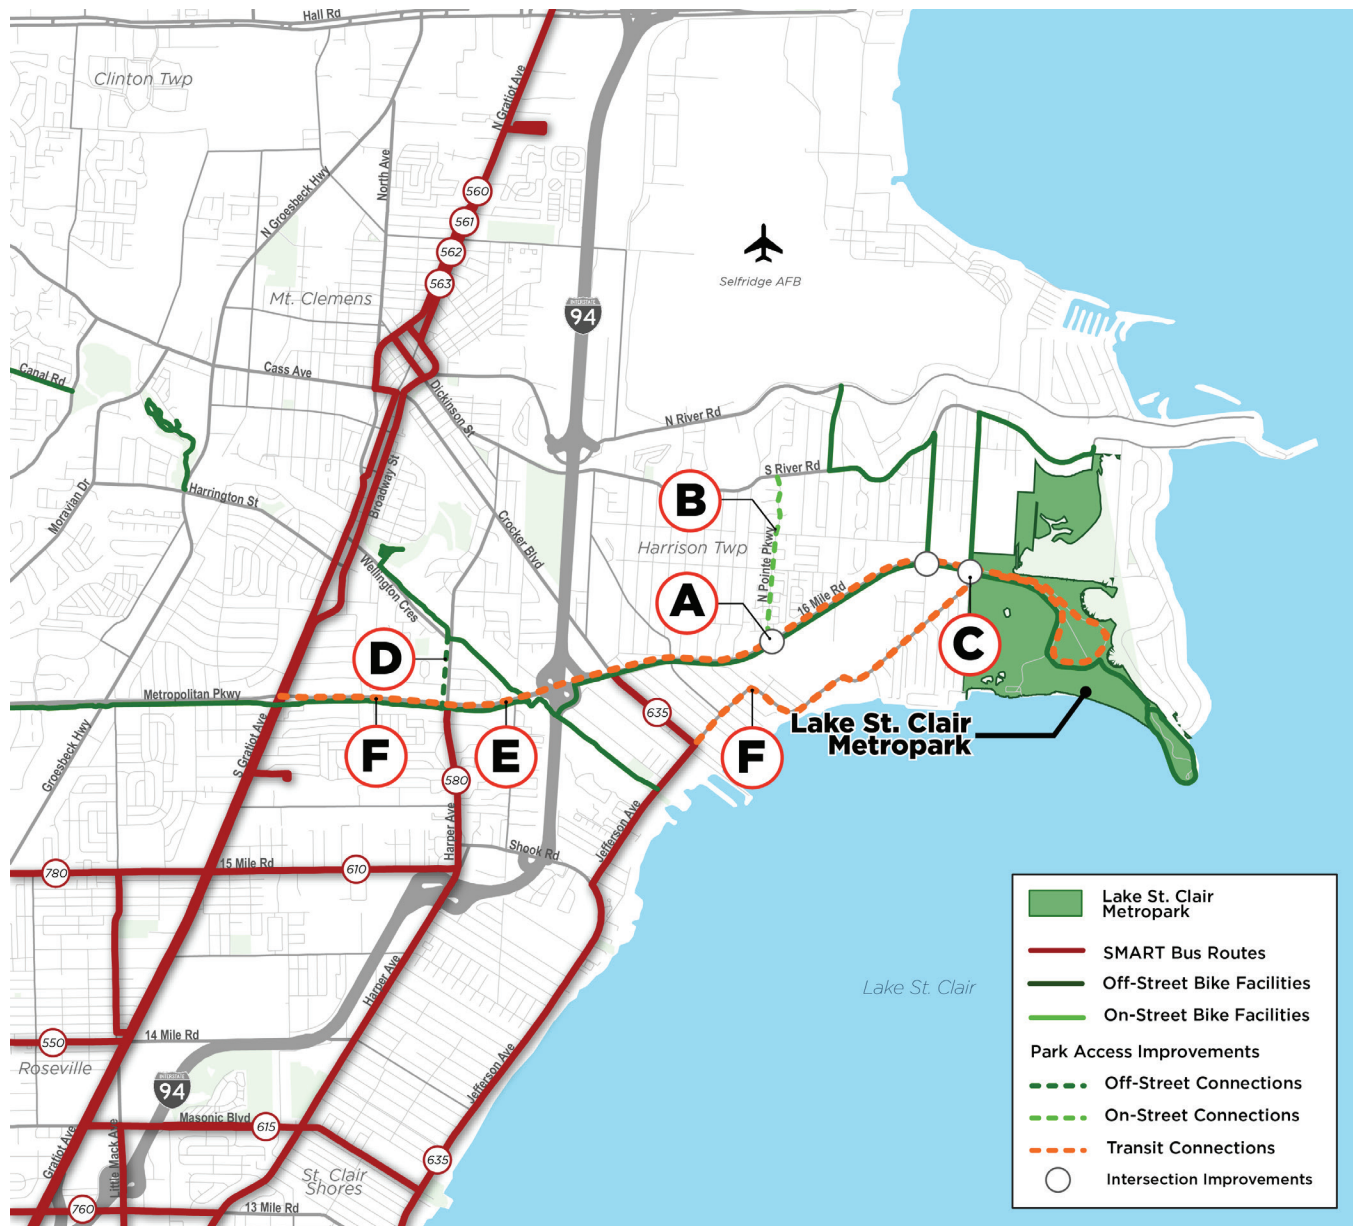 Hall Rd
Clinton Twp
N Gratiot Ave
North Ave
N Groesbeck Hwy
560
561
562
563
Selfridge AFB
Mt. Clemens
INTERSTATE
94
Cass Ave
Canal Rd
Dickinson St
N River Rd
S River Rd
Moravian Dr
Harrington St
Broadway St
B
Crocker Blvd
Harrison Twp
N Pointe Pkwy
Wellington Cres
16 Mile Rd
A
C
D
Metropolitan Pkwy
635
Lake St. Clair
Metropark
Groesbeck Hwy
S Gratiot Ave
F
E
F
580
Harper Ave
Jefferson Ave
Shook Rd
15 Mile Rd
780
610
Lake St. Clair
Metropark
SMART Bus Routes
Off-Street Bike Facilities
On-Street Bike Facilities
Park Access Improvements
Off-Street Connections
On-Street Connections
Transit Connections
Intersection Improvements
Harper Ave
Lake St. Clair
550
14 Mile Rd
Roseville
INTERSTATE
94
Jefferson Ave
Masonic Blvd
615
Gratiot Ave
Little Mack Ave
635
St. Clair
Shores
760
13 Mile Rd